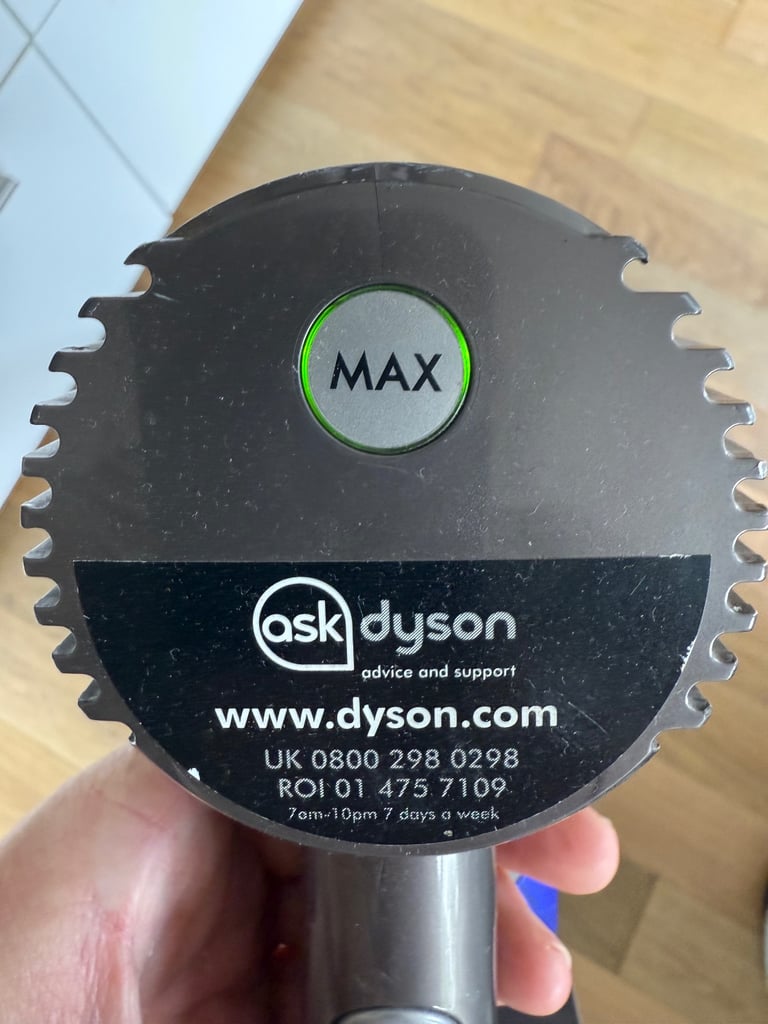 MAX
ask dyson
advice and support
www.dyson.com
UK 0800 298 0298
ROI 01 475 7109
7am-10pm 7 days a week